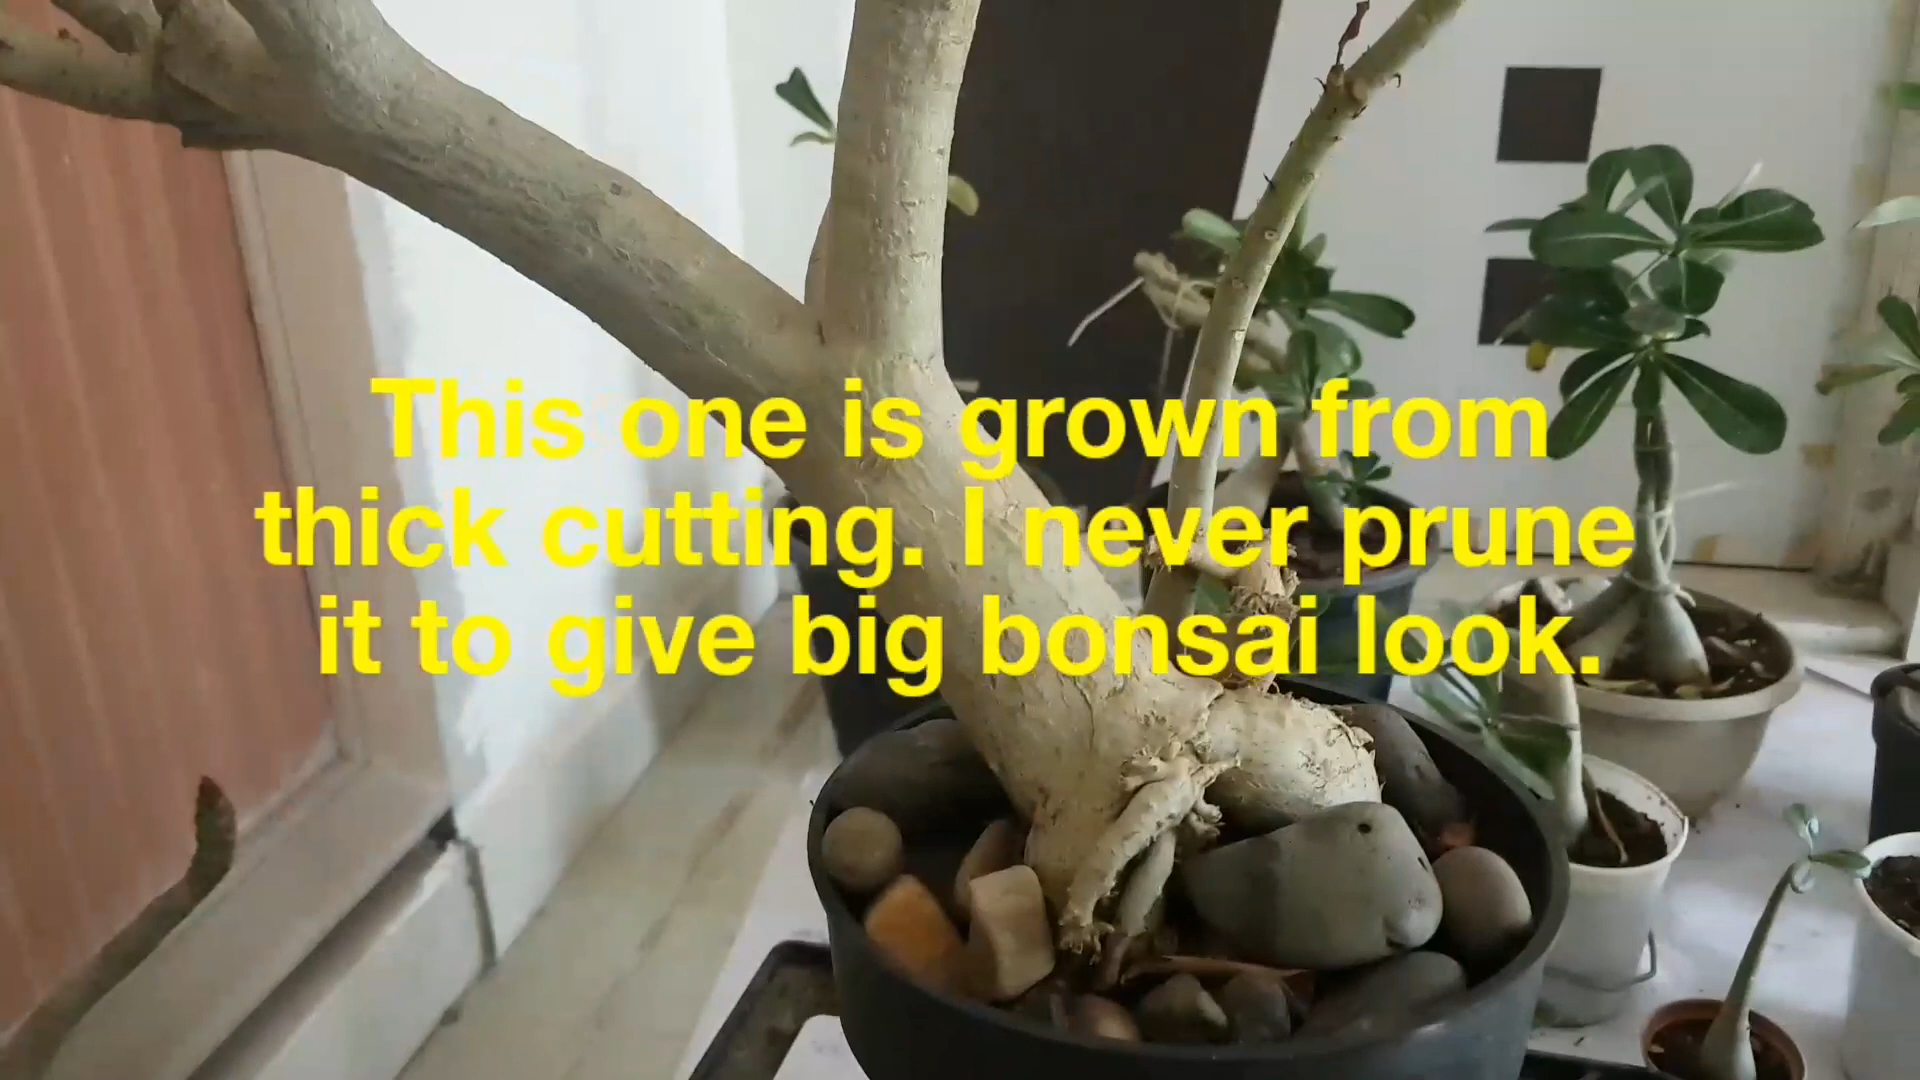 This one is grown from
thick cutting. I never prune
it to give big bonsai look.